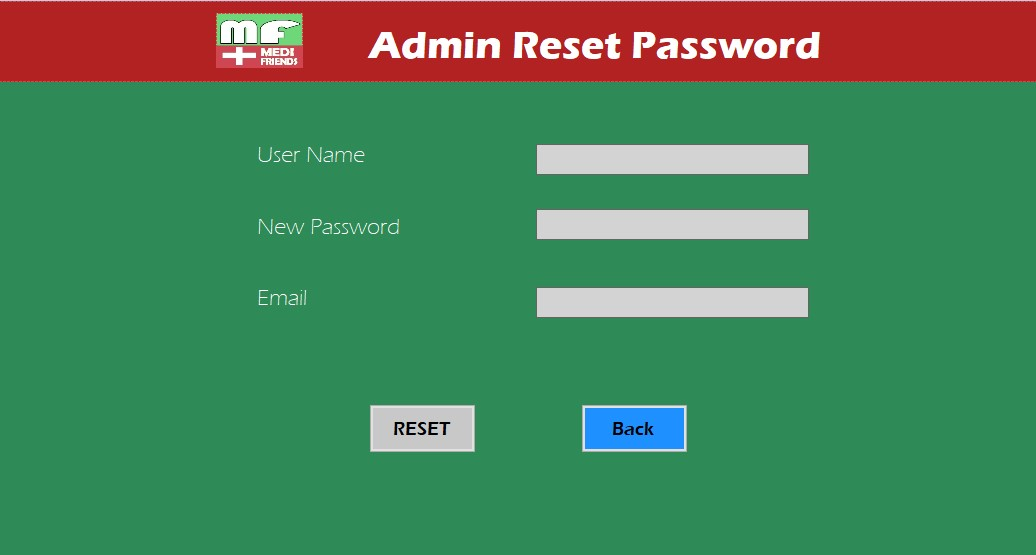 mf
MEDI
FRIENDS
Admin Reset Password
User Name
New Password
Email
RESET
Back